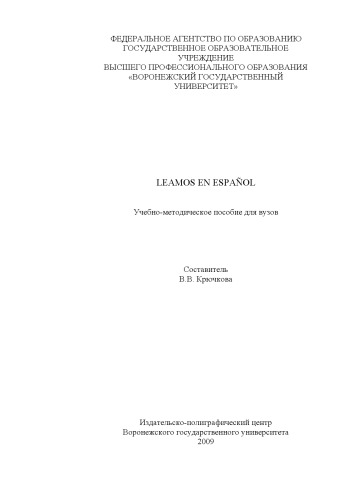 ФЕДЕРАЛЬНОЕ АГЕНТСТВО ПО ОБРАЗОВАНИЮ
ГОСУДАРСТВЕННОЕ ОБРАЗОВАТЕЛЬНОЕ
УЧРЕЖДЕНИЕ
ВЫСШЕГО ПРОФЕССИОНАЛЬНОГО ОБРАЗОВАНИЯ
«ВОРОНЕЖСКИЙ ГОСУДАРСТВЕННЫЙ
УНИВЕРСИТЕТ»
LEAMOS EN ESPAÑOL
Учебно-методическое пособие для вузов
Составитель
В.В. Крючкова
Издательско-полиграфический центр
Воронежского государственного университета
2009